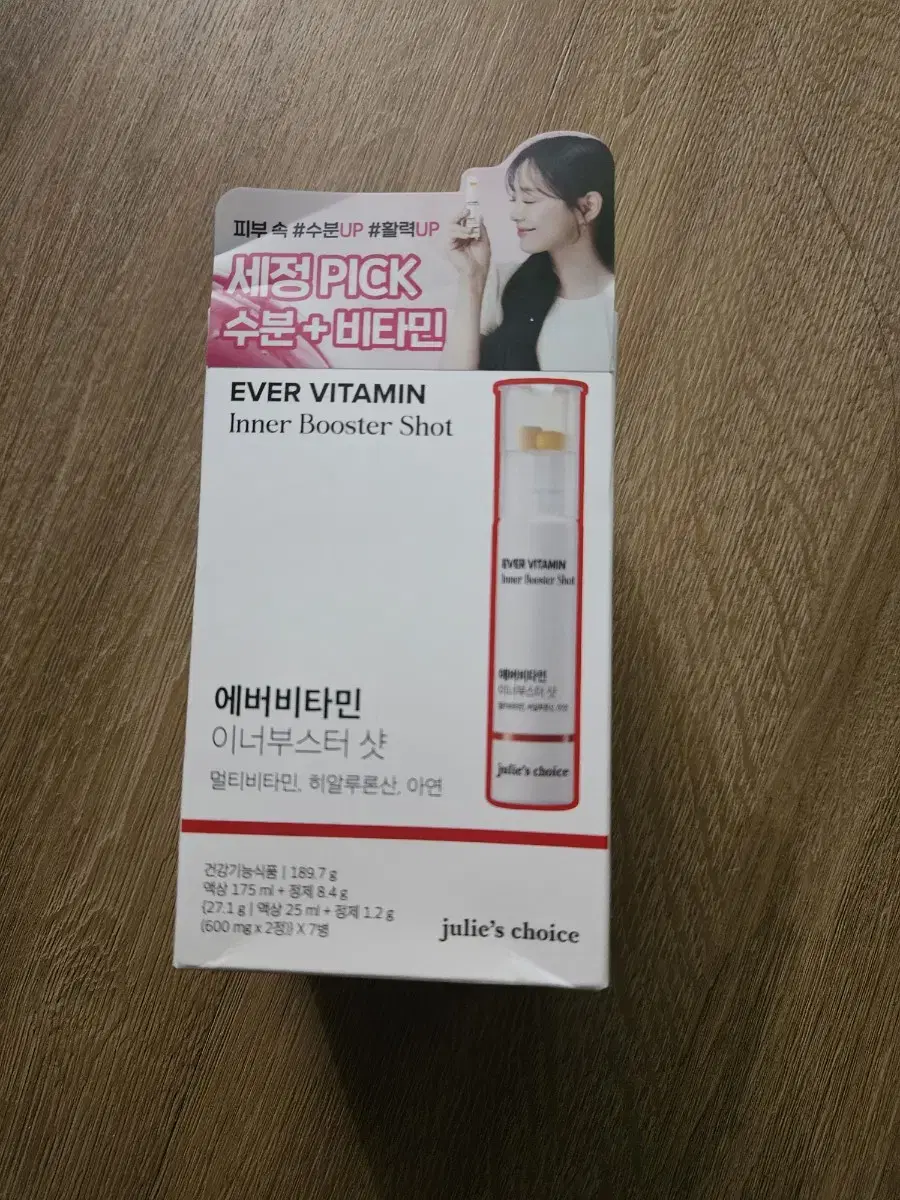 피부 속 #수분UP #활력UP
세정 PICK
수분 + 비타민
EVER VITAMIN
Inner Booster Shot
EVER VITAMIN
Inner Booster Shot
에버비타민
이너부스터 샷
에버비타민
이너부스터 샷
멀티비타민, 히알루론산, 아연
julie's choice
건강기능식품 | 189.7 g
액상 175 ml + 정제 8.4 g
{27.1 g | 액상 25 ml + 정제 1.2 g
(600 mg x 2정)} X 7병
julie's choice